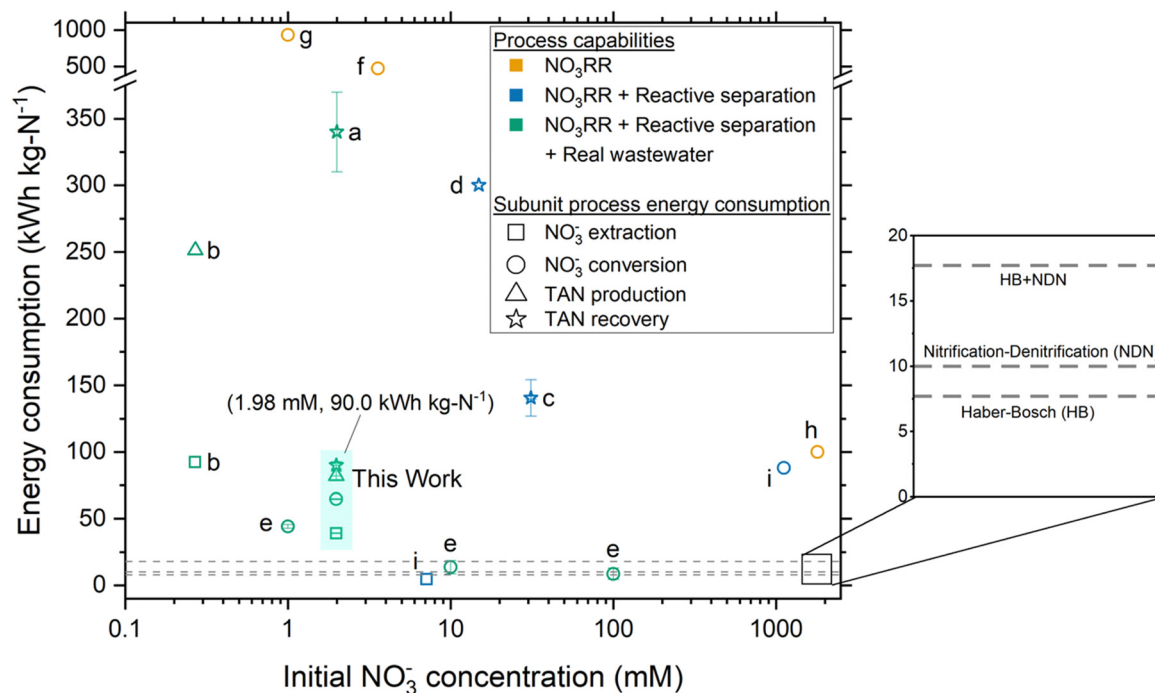 Energy consumption (kWh kg-N⁻¹)
1000
500
350
300
250
200
150
100
50
0
0.1
1
10
100
1000
Initial NO₃⁻ concentration (mM)
g
f
a
d
b
c
(1.98 mM, 90.0 kWh kg-N⁻¹)
This Work
b
h
i
e
i
e
e
Process capabilities
NO₃RR
NO₃RR + Reactive separation
NO₃RR + Reactive separation
+ Real wastewater
Subunit process energy consumption
NO₃⁻ extraction
NO₃⁻ conversion
TAN production
TAN recovery
20
15
10
5
0
HB+NDN
Nitrification-Denitrification (NDN)
Haber-Bosch (HB)